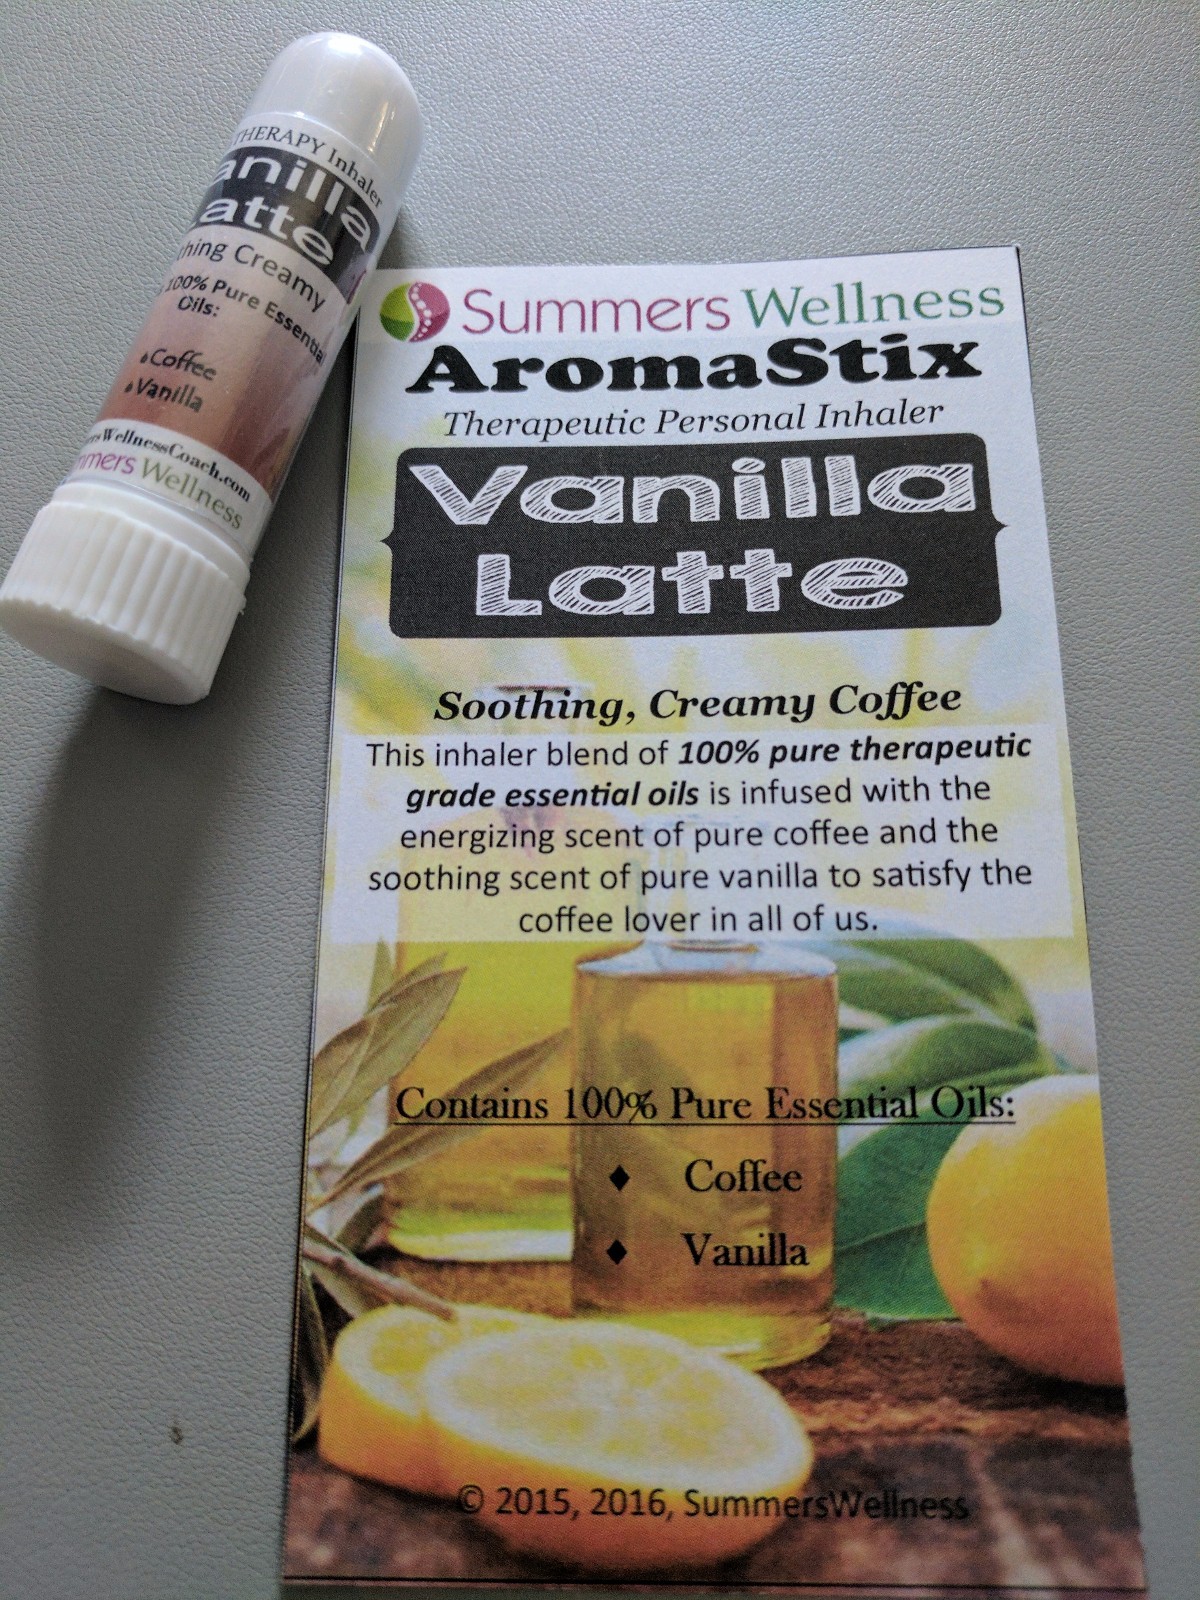 THERAPY Inhaler
anilla
atte
thing Creamy
100% Pure Essential
Oils:
Coffee
Vanilla
ersWellnessCoach.com
mmers Wellness
Summers Wellness
AromaStix
Therapeutic Personal Inhaler
Vanilla
Latte
Soothing, Creamy Coffee
This inhaler blend of 100% pure therapeutic
grade essential oils is infused with the
energizing scent of pure coffee and the
soothing scent of pure vanilla to satisfy the
coffee lover in all of us.
Contains 100% Pure Essential Oils:
♦ Coffee
♦ Vanilla
© 2015, 2016, SummersWellness